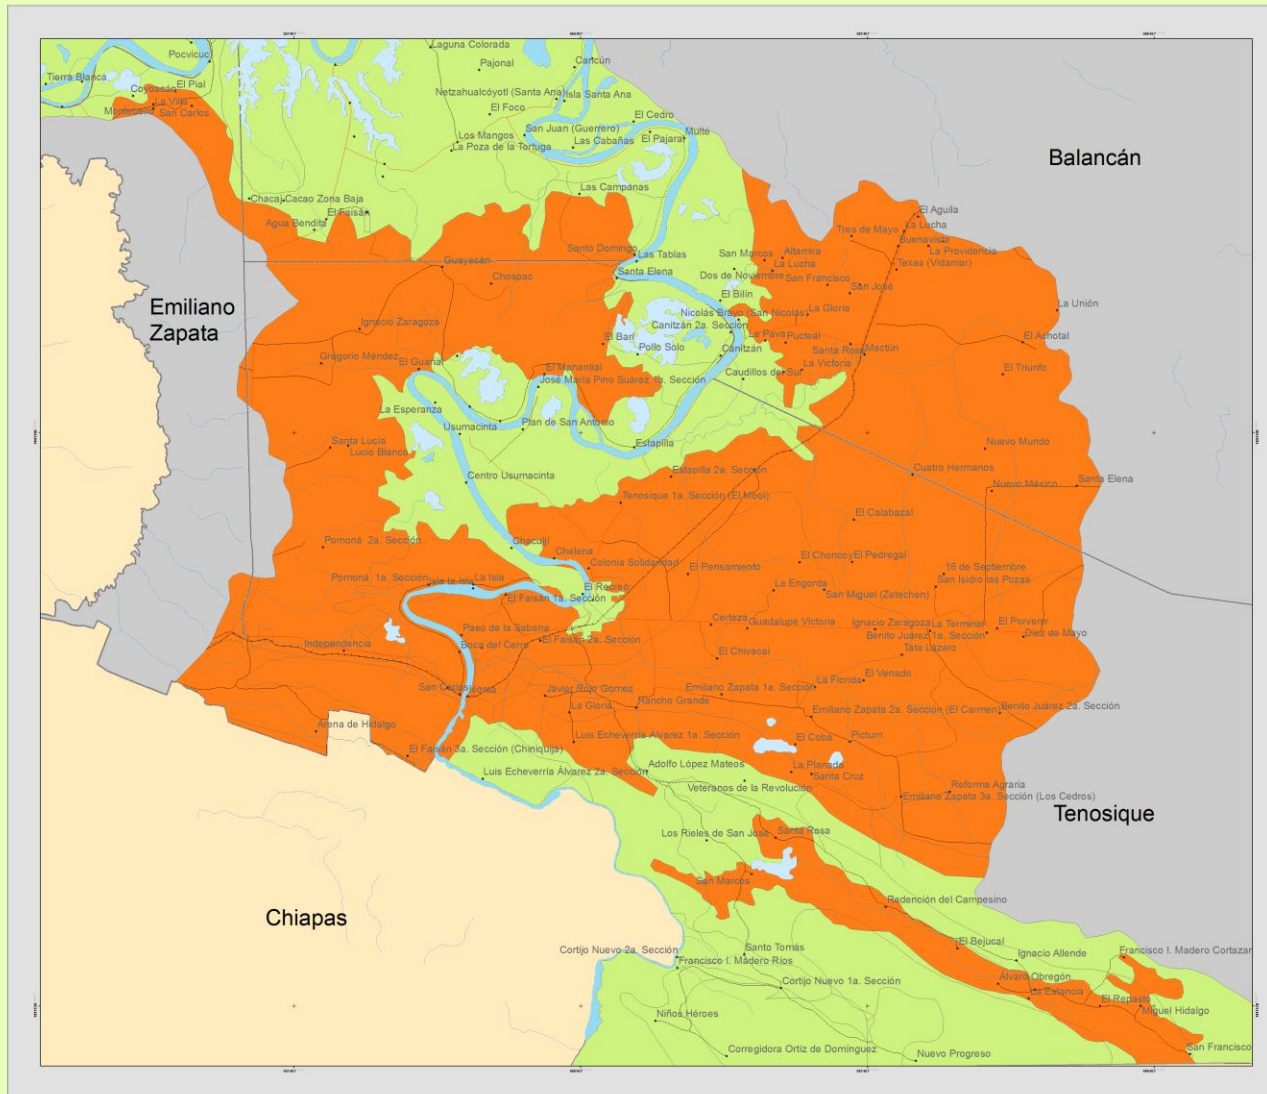 Laguna Colorada
Cancún
Pocvicuc
Pajonal
Tierra Blanca
El Pial
Coyoacán
Netzahualcóyotl (Santa Ana)
Isla Santa Ana
La Villa
Montebello
San Carlos
El Foco
El Cedro
San Juan (Guerrero)
Multé
Los Mangos
Las Cabañas
El Pajaral
La Poza de la Tortuga
Balancán
Las Campanas
Chacaj
Cacao Zona Baja
El Faisán
Agua Bendita
El Aguila
La Lucha
Tres de Mayo
Buenavista
La Providencia
Santo Domingo
Las Tablas
San Marcos
Altamira
La Lucha
Texas (Vidamar)
Guayacán
Santa Elena
Dos de Noviembre
San Francisco
Chospac
San José
El Bilín
Emiliano
Zapata
La Unión
Nicolás Bravo (San Nicolás)
La Gloria
Ignacio Zaragoza
Canitzán 2a. Sección
El Barí
La Pava
Pucteal
El Achotal
Pollo Solo
Canitzán
Santa Rosa
Mactún
Gregorio Méndez
El Guanal
El Manantial
Caudillos del Sur
La Victoria
El Triunfo
José María Pino Suárez 1a. Sección
La Esperanza
Plan de San Antonio
Usumacinta
Santa Lucía
Lucio Blanco
Estapilla
Nuevo Mundo
Centro Usumacinta
Estapilla 2a. Sección
Cuatro Hermanos
Nuevo México
Santa Elena
Tenosique 1a. Sección (El Mool)
El Calabazal
Pomoná 2a. Sección
Chaculjí
Chelena
El Choncoy
El Pedregal
Colonia Solidaridad
El Pensamiento
16 de Septiembre
Pomoná 1a. Sección
Isla la Isla
La Isla
El Recreo
La Engorda
San Isidro las Pozas
El Faisán 1a. Sección
San Miguel (Zetechen)
Certeza
Guadalupe Victoria
Ignacio Zaragoza
La Terminal
El Porvenir
Paso de la Sabana
El Faisán 2a. Sección
Benito Juárez 1a. Sección
Diez de Mayo
Independencia
Boca del Cerro
El Chivacal
Tata Lázaro
El Venado
La Florida
San Carlos
Loma
Javier Rojo Gómez
Emiliano Zapata 1a. Sección
La Gloria
Rancho Grande
Emiliano Zapata 2a. Sección (El Carmen)
Benito Juárez 2a. Sección
Arena de Hidalgo
Luis Echeverría Álvarez 1a. Sección
El Cobá
Pictum
El Faisán 3a. Sección (Chiniquijá)
Luis Echeverría Álvarez 2a. Sección
Adolfo López Mateos
La Planada
Santa Cruz
Veteranos de la Revolución
Reforma Agraria
Emiliano Zapata 3a. Sección (Los Cedros)
Tenosique
Los Rieles de San José
Santa Rosa
San Marcos
Redención del Campesino
Chiapas
Cortijo Nuevo 2a. Sección
Santo Tomás
El Bejucal
Ignacio Allende
Francisco I. Madero Cortazar
Francisco I. Madero Ríos
Cortijo Nuevo 1a. Sección
Álvaro Obregón
La Estancia
El Repasto
Miguel Hidalgo
Niños Héroes
Corregidora Ortíz de Domínguez
Nuevo Progreso
San Francisco